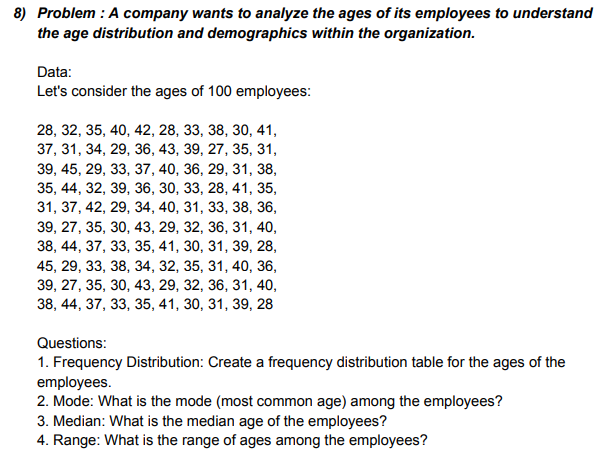 8) Problem : A company wants to analyze the ages of its employees to understand
the age distribution and demographics within the organization.
Data:
Let's consider the ages of 100 employees:
28, 32, 35, 40, 42, 28, 33, 38, 30, 41,
37, 31, 34, 29, 36, 43, 39, 27, 35, 31,
39, 45, 29, 33, 37, 40, 36, 29, 31, 38,
35, 44, 32, 39, 36, 30, 33, 28, 41, 35,
31, 37, 42, 29, 34, 40, 31, 33, 38, 36,
39, 27, 35, 30, 43, 29, 32, 36, 31, 40,
38, 44, 37, 33, 35, 41, 30, 31, 39, 28,
45, 29, 33, 38, 34, 32, 35, 31, 40, 36,
39, 27, 35, 30, 43, 29, 32, 36, 31, 40,
38, 44, 37, 33, 35, 41, 30, 31, 39, 28
Questions:
1. Frequency Distribution: Create a frequency distribution table for the ages of the
employees.
2. Mode: What is the mode (most common age) among the employees?
3. Median: What is the median age of the employees?
4. Range: What is the range of ages among the employees?